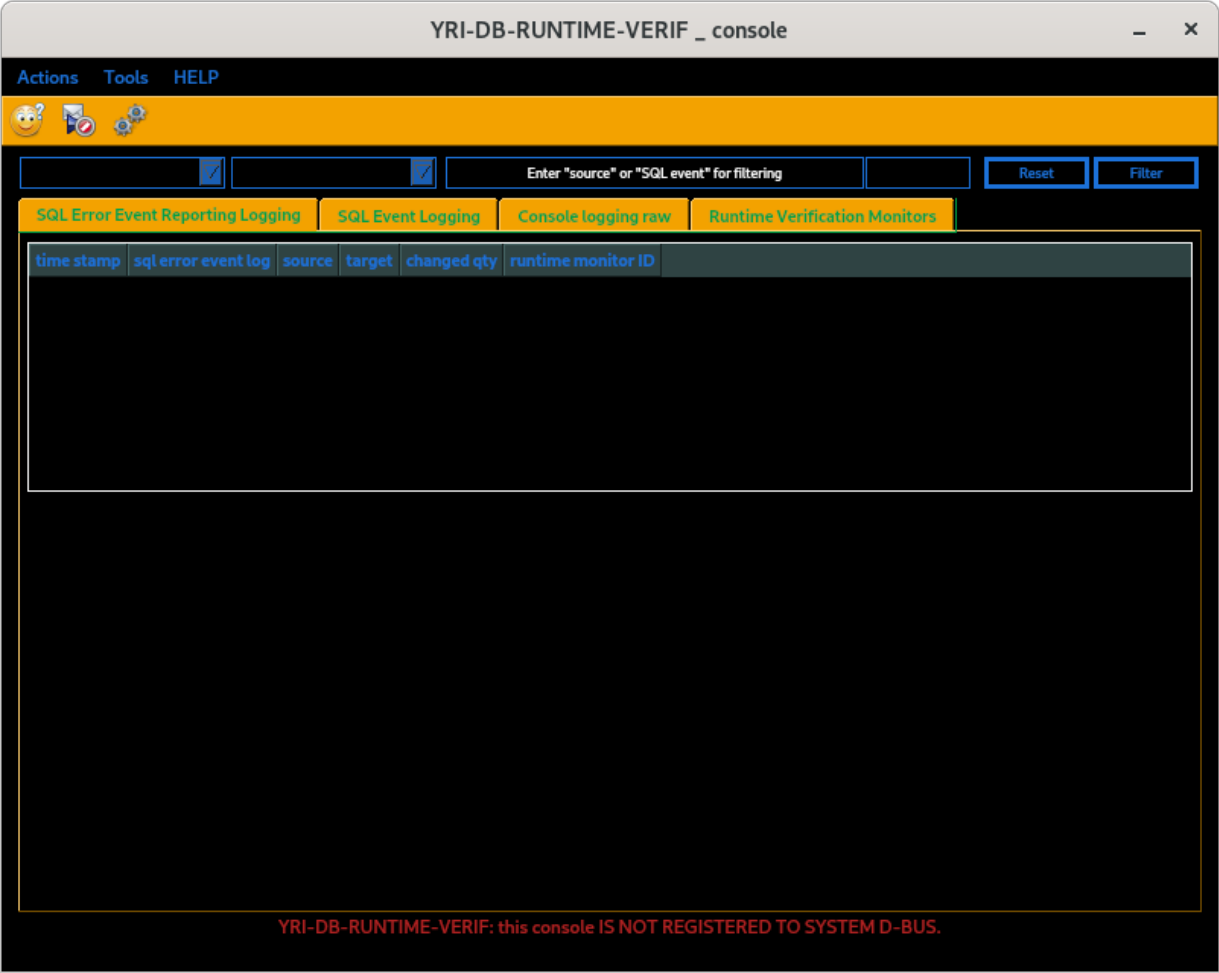 YRI-DB-RUNTIME-VERIF _ console
Actions Tools HELP
Enter "source" or "SQL event" for filtering Reset Filter
SQL Error Event Reporting Logging SQL Event Logging Console logging raw Runtime Verification Monitors
time stamp sql error event log source target changed qty runtime monitor ID
YRI-DB-RUNTIME-VERIF: this console IS NOT REGISTERED TO SYSTEM D-BUS.